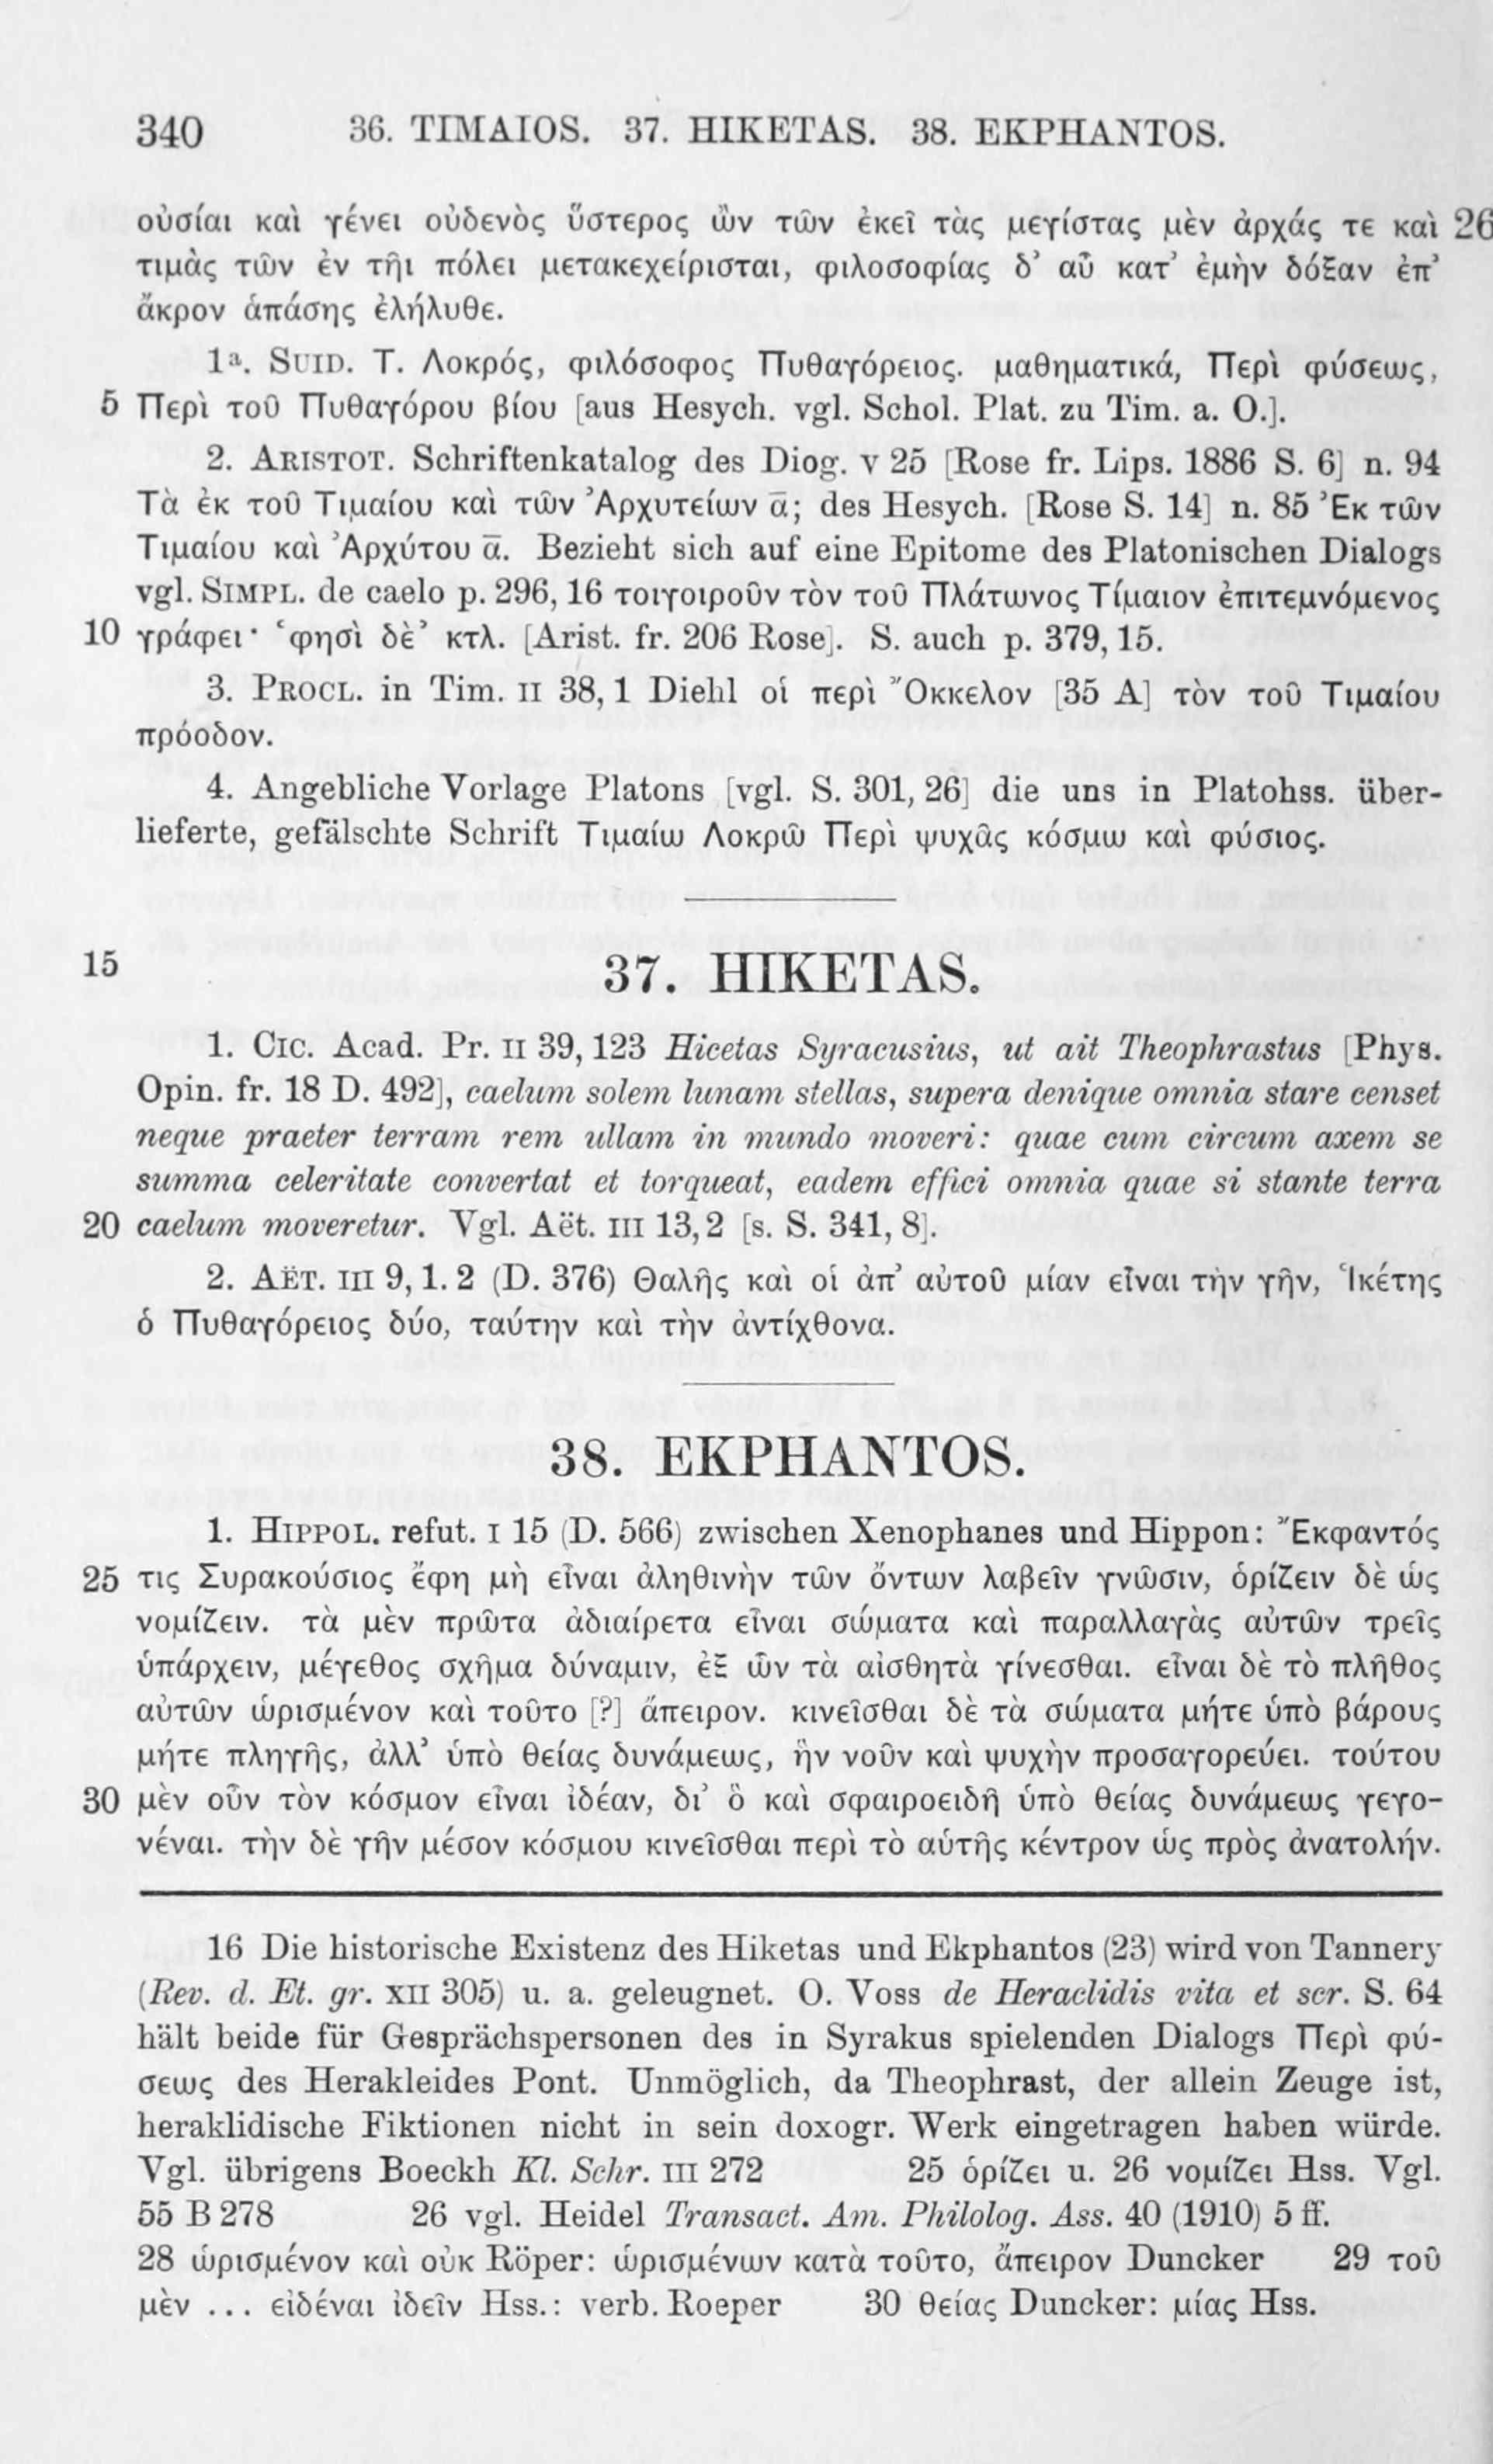 340 36. TIMAIOS. 37. HIKETAS. 38. EKPHANTOS.
οὐσίαι καὶ γένει οὐδενὸς ὕστερος ὢν τῶν ἐκεῖ τὰς μεγίστας μὲν ἀρχάς τε καὶ 26
τιμὰς τῶν ἐν τῆι πόλει μετακεχείρισται, φιλοσοφίας δ᾽ αὖ κατ᾽ ἐμὴν δόξαν ἐπ᾽
ἄκρον ἁπάσης ἐλήλυθε.
1ᵃ. SUID. Τ. Λοκρός, φιλόσοφος Πυθαγόρειος. μαθηματικά, Περὶ φύσεως,
5 Περὶ τοῦ Πυθαγόρου βίου [aus Hesych. vgl. Schol. Plat. zu Tim. a. O.].
2. ARISTOT. Schriftenkatalog des Diog. V 25 [Rose fr. Lips. 1886 S. 6] n. 94
Τὰ ἐκ τοῦ Τιμαίου καὶ τῶν Ἀρχυτείων ᾱ; des Hesych. [Rose S. 14] n. 85 Ἐκ τῶν
Τιμαίου καὶ Ἀρχύτου ᾱ. Bezieht sich auf eine Epitome des Platonischen Dialogs
vgl. SIMPL. de caelo p. 296, 16 τοιγοιροῦν τὸν τοῦ Πλάτωνος Τίμαιον ἐπιτεμνόμενος
10 γράφει· ‘φησὶ δὲ’ κτλ. [Arist. fr. 206 Rose]. S. auch p. 379, 15.
3. PROCL. in Tim. II 38, 1 Diehl οἱ περὶ Ὄκκελον [35 A] τὸν τοῦ Τιμαίου
πρόοδον.
4. Angebliche Vorlage Platons [vgl. S. 301, 26] die uns in Platohss. über-
lieferte, gefälschte Schrift Τιμαίω Λοκρῶ Περὶ ψυχᾶς κόσμω καὶ φύσιος.
15 37. HIKETAS.
1. CIC. Acad. Pr. II 39, 123 Hicetas Syracusius, ut ait Theophrastus [Phys.
Opin. fr. 18 D. 492], caelum solem lunam stellas, supera denique omnia stare censet
neque praeter terram rem ullam in mundo moveri: quae cum circum axem se
summa celeritate convertat et torqueat, eadem effici omnia quae si stante terra
20 caelum moveretur. Vgl. Aët. III 13, 2 [s. S. 341, 8].
2. AËT. III 9, 1. 2 (D. 376) Θαλῆς καὶ οἱ ἀπ᾽ αὐτοῦ μίαν εἶναι τὴν γῆν, Ἱκέτης
ὁ Πυθαγόρειος δύο, ταύτην καὶ τὴν ἀντίχθονα.
38. EKPHANTOS.
1. HIPPOL. refut. I 15 (D. 566) zwischen Xenophanes und Hippon: Ἔκφαντός
25 τις Συρακούσιος ἔφη μὴ εἶναι ἀληθινὴν τῶν ὄντων λαβεῖν γνῶσιν, ὁρίζειν δὲ ὡς
νομίζειν. τὰ μὲν πρῶτα ἀδιαίρετα εἶναι σώματα καὶ παραλλαγὰς αὐτῶν τρεῖς
ὑπάρχειν, μέγεθος σχῆμα δύναμιν, ἐξ ὧν τὰ αἰσθητὰ γίνεσθαι. εἶναι δὲ τὸ πλῆθος
αὐτῶν ὡρισμένον καὶ τοῦτο [?] ἄπειρον. κινεῖσθαι δὲ τὰ σώματα μήτε ὑπὸ βάρους
μήτε πληγῆς, ἀλλ᾽ ὑπὸ θείας δυνάμεως, ἣν νοῦν καὶ ψυχὴν προσαγορεύει. τούτου
30 μὲν οὖν τὸν κόσμον εἶναι ἰδέαν, δι᾽ ὃ καὶ σφαιροειδῆ ὑπὸ θείας δυνάμεως γεγο-
νέναι. τὴν δὲ γῆν μέσον κόσμου κινεῖσθαι περὶ τὸ αὑτῆς κέντρον ὡς πρὸς ἀνατολήν.
16 Die historische Existenz des Hiketas und Ekphantos (23) wird von Tannery
(Rev. d. Et. gr. XII 305) u. a. geleugnet. O. Voss de Heraclidis vita et scr. S. 64
hält beide für Gesprächspersonen des in Syrakus spielenden Dialogs Περὶ φύ-
σεως des Herakleides Pont. Unmöglich, da Theophrast, der allein Zeuge ist,
heraklidische Fiktionen nicht in sein doxogr. Werk eingetragen haben würde.
Vgl. übrigens Boeckh Kl. Schr. III 272 25 ὁρίζει u. 26 νομίζει Hss. Vgl.
55 B 278 26 vgl. Heidel Transact. Am. Philolog. Ass. 40 (1910) 5 ff.
28 ὡρισμένον καὶ οὐκ Röper: ὡρισμένων κατὰ τοῦτο, ἄπειρον Duncker 29 τοῦ
μὲν ... εἰδέναι ἰδεῖν Hss.: verb. Roeper 30 θείας Duncker: μίας Hss.